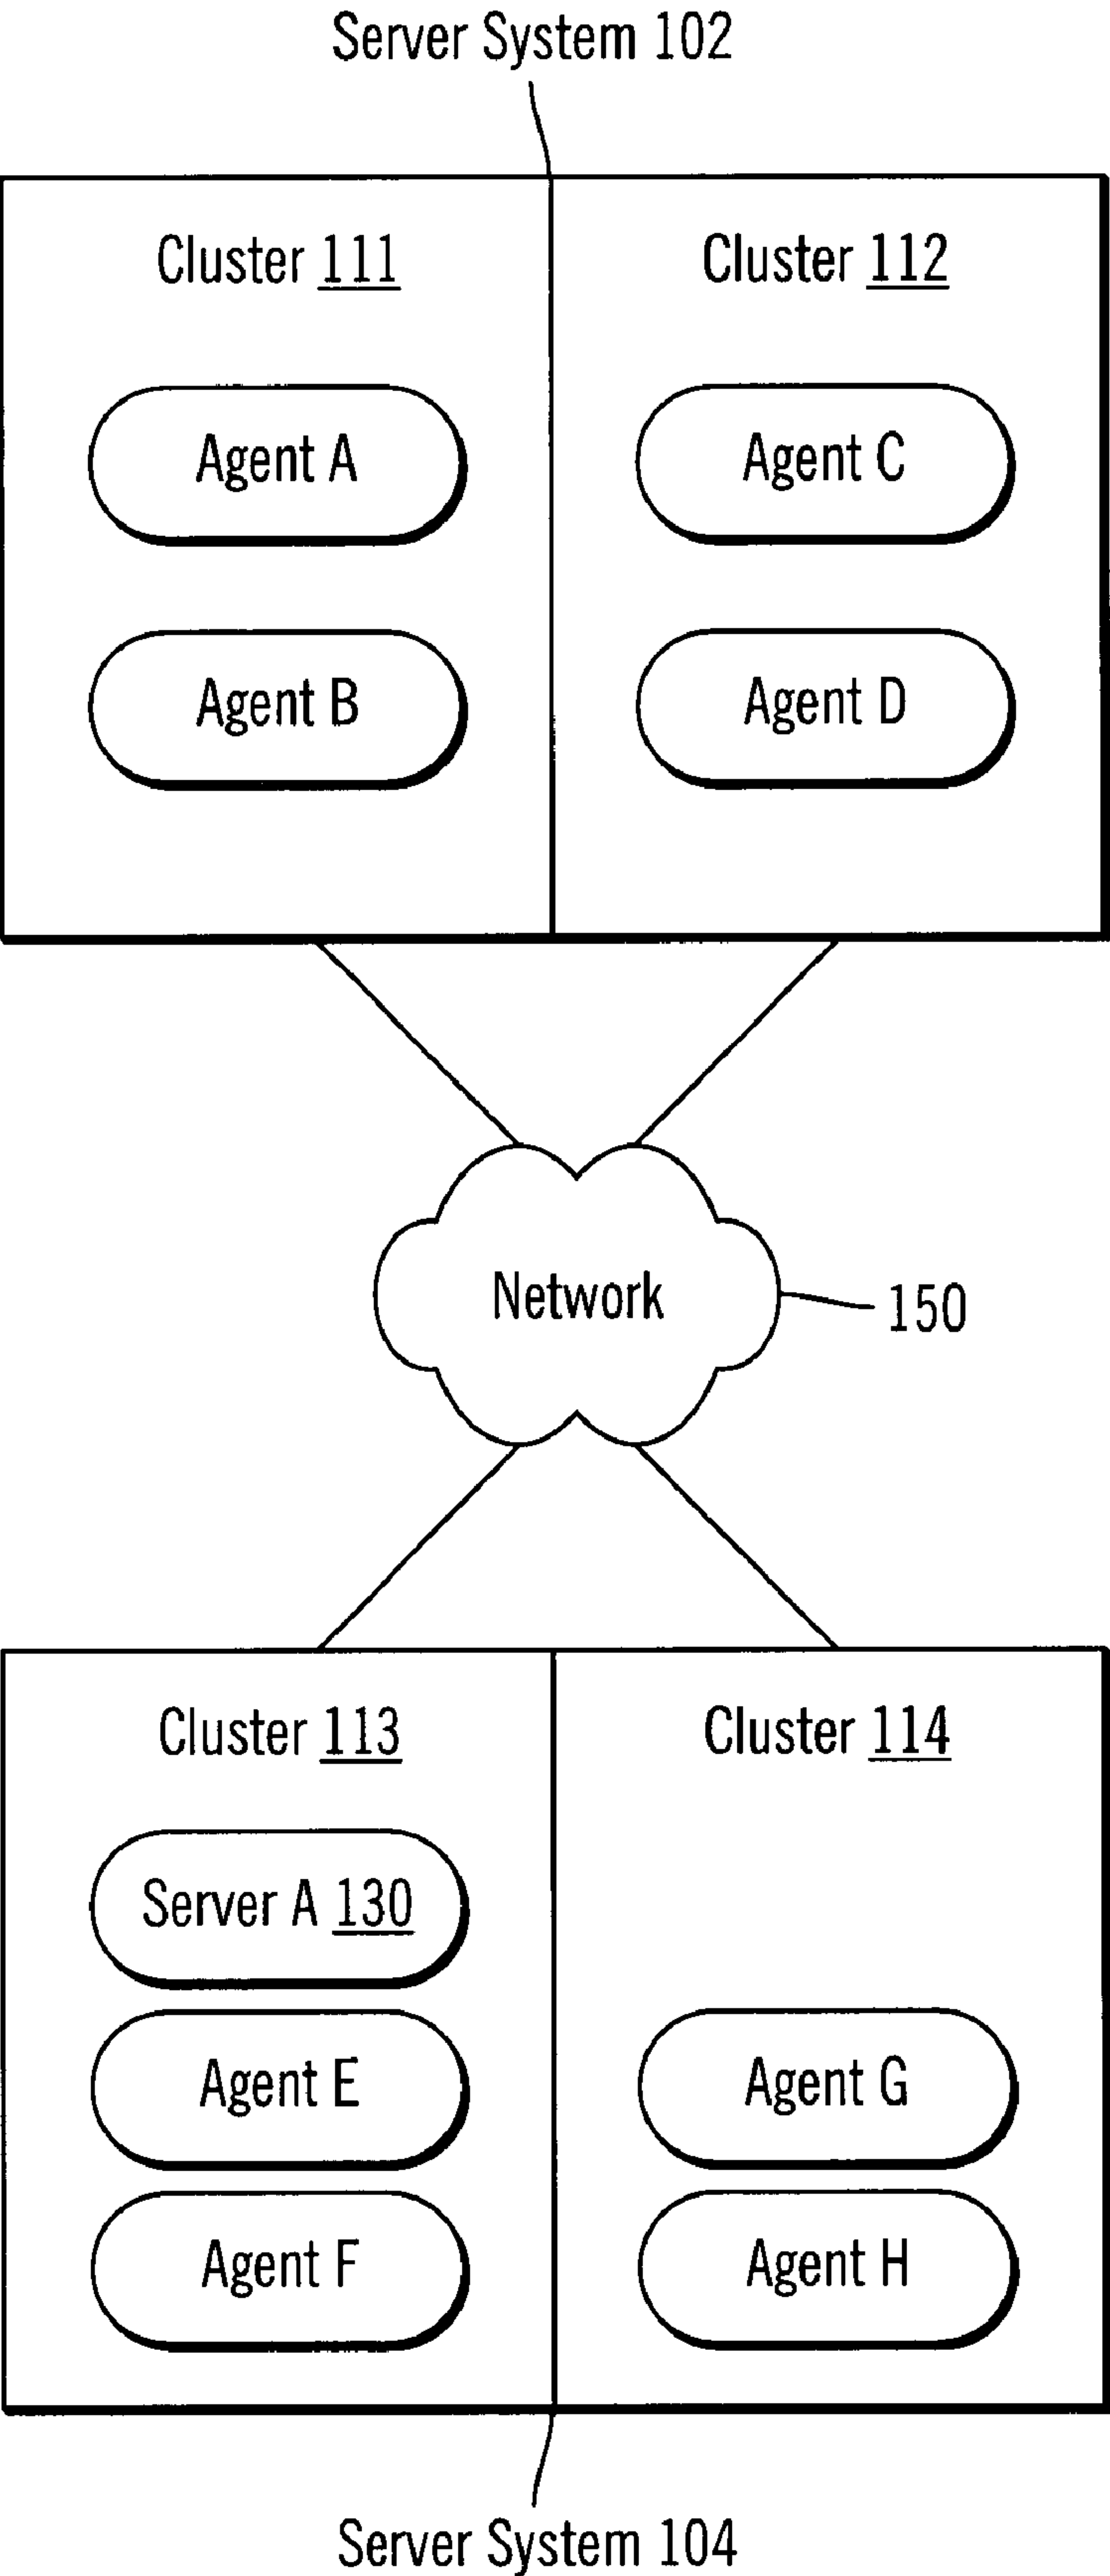 Server System 102
Cluster 111
Cluster 112
Agent A
Agent C
Agent B
Agent D
Network
150
Cluster 113
Cluster 114
Server A 130
Agent E
Agent G
Agent F
Agent H
Server System 104